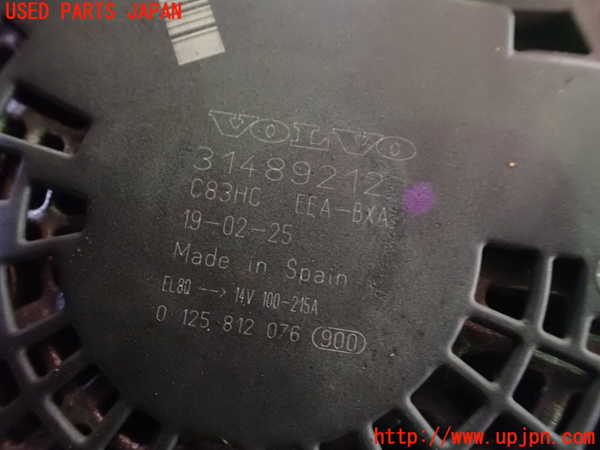 USED PARTS JAPAN
VOLVO
31489212
C83HC EEA-BXA
19-02-25
Made in Spain
EL8Q → 14V 100-215A
0 125 812 076 900
http://www.upjpn.com/